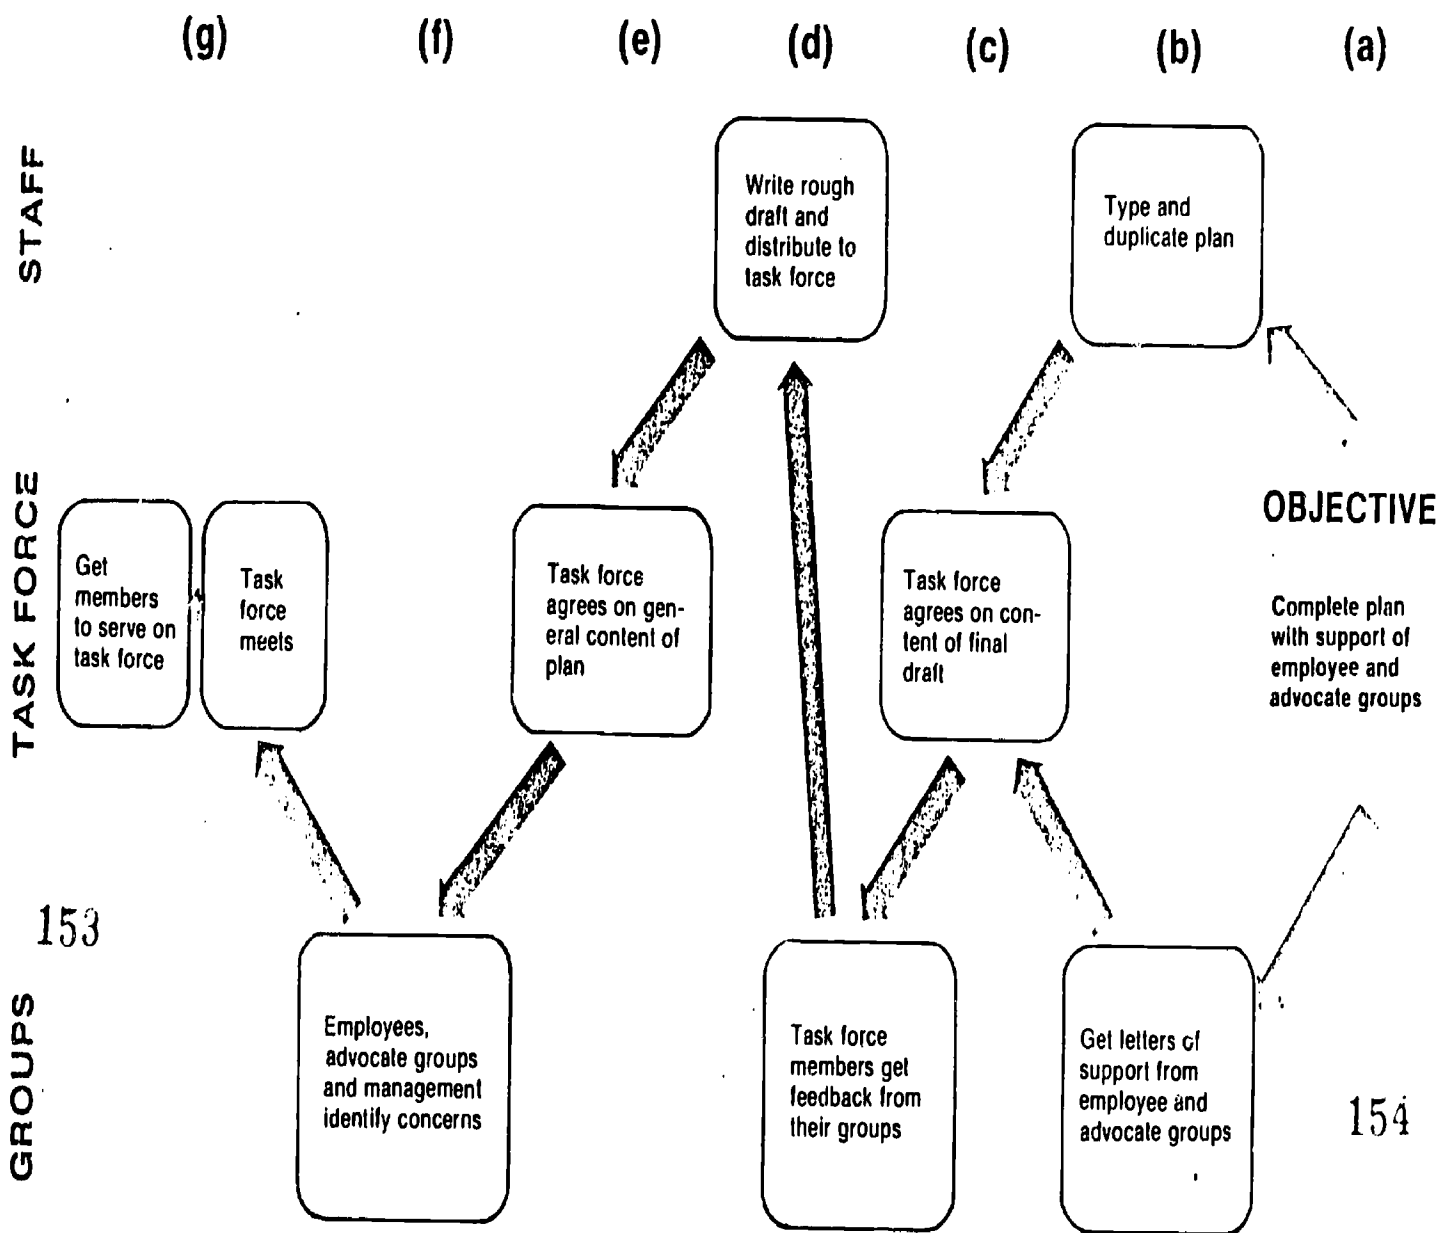 (g) (f) (e) (d) (c) (b) (a)
STAFF
Write rough
draft and
distribute to
task force
Type and
duplicate plan
TASK FORCE
Get
members
to serve on
task force
Task
force
meets
Task force
agrees on gen-
eral content of
plan
Task force
agrees on con-
tent of final
draft
OBJECTIVE
Complete plan
with support of
employee and
advocate groups
153
GROUPS
Employees,
advocate groups
and management
identify concerns
Task force
members get
feedback from
their groups
Get letters of
support from
employee and
advocate groups
154